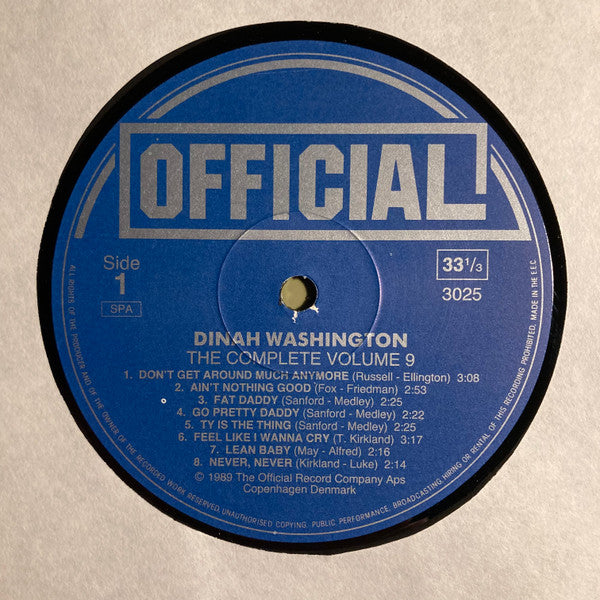 OFFICIAL
Side
1
SPA
33 1/3
3025
DINAH WASHINGTON
THE COMPLETE VOLUME 9
1. DON'T GET AROUND MUCH ANYMORE (Russell - Ellington) 3:08
2. AIN'T NOTHING GOOD (Fox - Friedman) 2:53
3. FAT DADDY (Sanford - Medley) 2:25
4. GO PRETTY DADDY (Sanford - Medley) 2:22
5. TY IS THE THING (Sanford - Medley) 2:25
6. FEEL LIKE I WANNA CRY (T. Kirkland) 3:17
7. LEAN BABY (May - Alfred) 2:16
8. NEVER, NEVER (Kirkland - Luke) 2:14
© 1989 The Official Record Company Aps
Copenhagen Denmark
ALL RIGHTS OF THE PRODUCER AND OF THE OWNER OF THE RECORDED WORK RESERVED. UNAUTHORISED COPYING, PUBLIC PERFORMANCE, BROADCASTING, HIRING OR RENTAL OF THIS RECORDING PROHIBITED. MADE IN THE E.E.C.